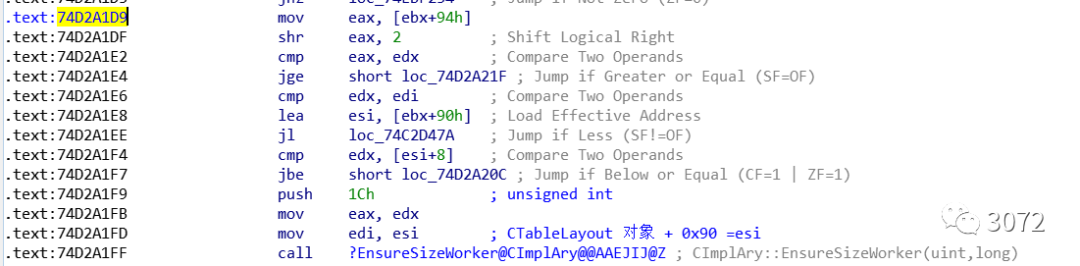 .text:74D2A1D9 mov eax, [ebx+94h]
.text:74D2A1DF shr eax, 2 ; Shift Logical Right
.text:74D2A1E2 cmp eax, edx ; Compare Two Operands
.text:74D2A1E4 jge short loc_74D2A21F ; Jump if Greater or Equal (SF=OF)
.text:74D2A1E6 cmp edx, edi ; Compare Two Operands
.text:74D2A1E8 lea esi, [ebx+90h] ; Load Effective Address
.text:74D2A1EE jl loc_74C2D47A ; Jump if Less (SF!=OF)
.text:74D2A1F4 cmp edx, [esi+8] ; Compare Two Operands
.text:74D2A1F7 jbe short loc_74D2A20C ; Jump if Below or Equal (CF=1 | ZF=1)
.text:74D2A1F9 push 1Ch ; unsigned int
.text:74D2A1FB mov eax, edx
.text:74D2A1FD mov edi, esi ; CTableLayout 对象 + 0x90 =esi
.text:74D2A1FF call ?EnsureSizeWorker@CImplAry@@AAEJIJ@Z ; CImplAry::EnsureSizeWorker(uint,long)
3072